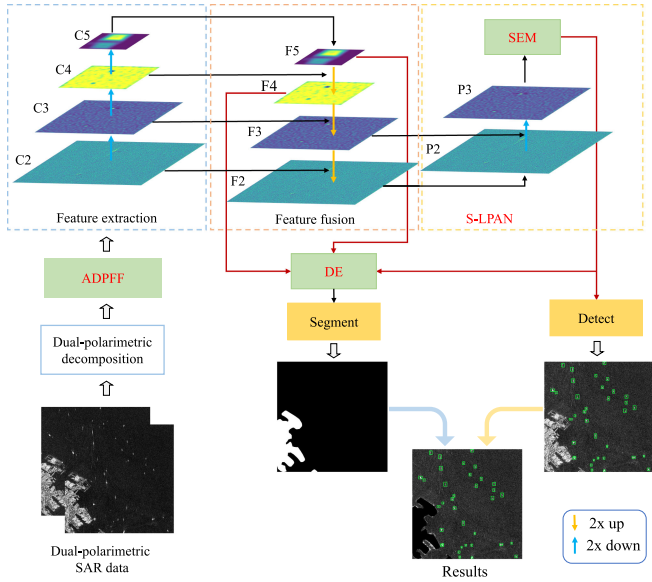 C5
C4
C3
C2
Feature extraction
F5
F4
F3
F2
Feature fusion
SEM
P3
P2
S-LPAN
ADPFF
Dual-polarimetric
decomposition
Dual-polarimetric
SAR data
DE
Segment
Detect
Results
2x up
2x down